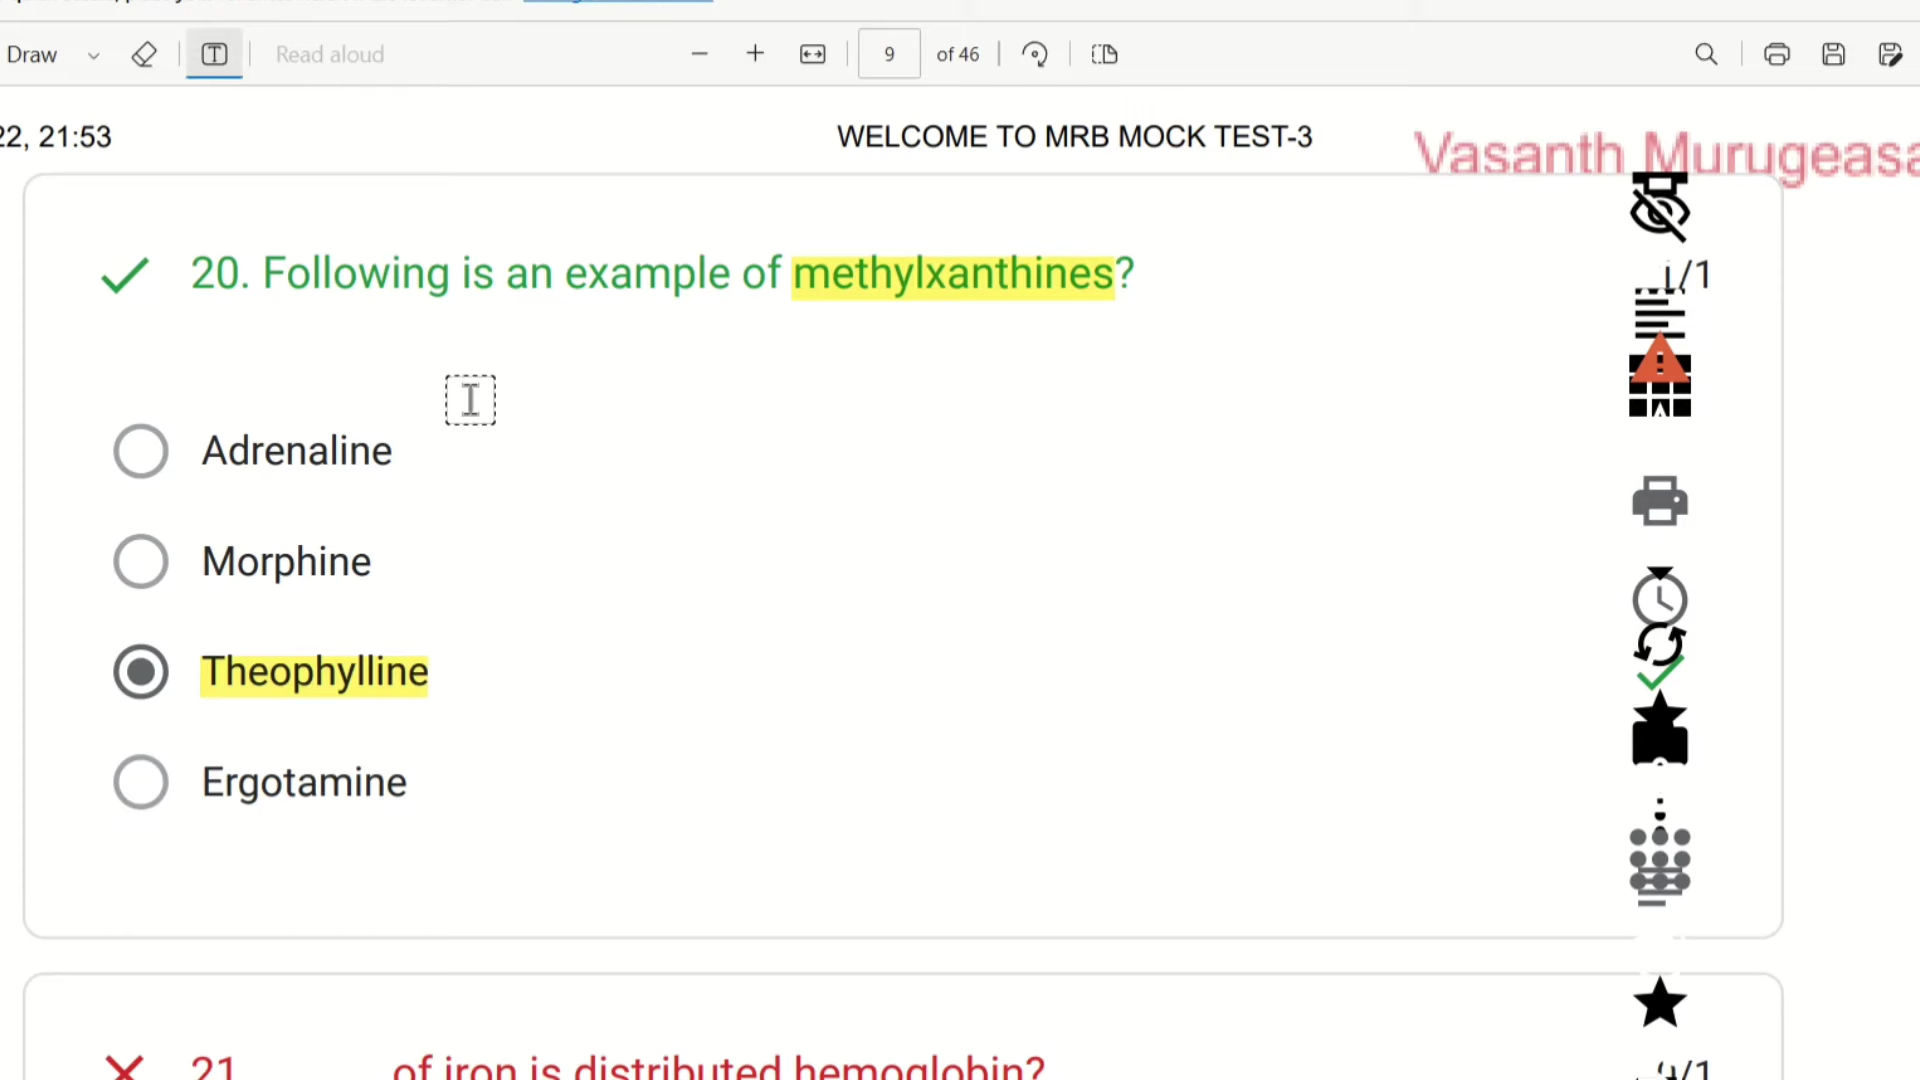 Draw
Read aloud
9 of 46
22, 21:53
WELCOME TO MRB MOCK TEST-3
Vasanth Murugeasa
20. Following is an example of methylxanthines?
1/1
Adrenaline
Morphine
Theophylline
Ergotamine
21 of iron is distributed hemoglobin?
/1